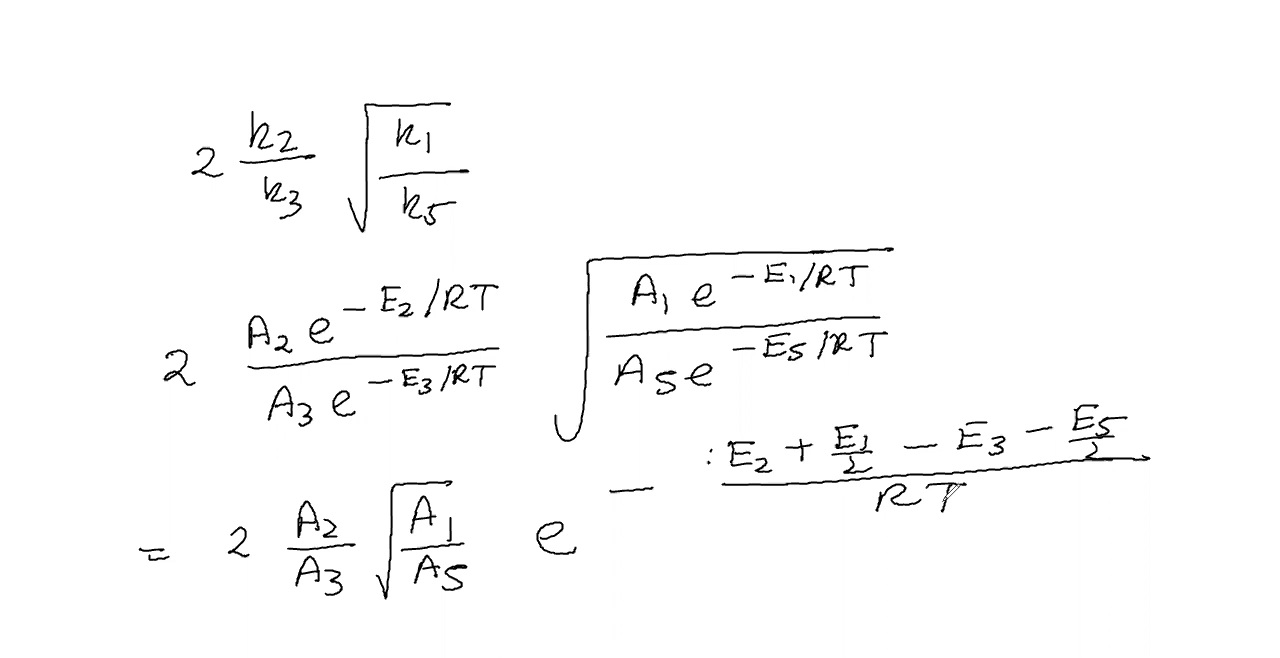 2 k2/k3 √(k1/k5)
2 (A2 e^(-E2/RT))/(A3 e^(-E3/RT)) √((A1 e^(-E1/RT))/(A5 e^(-E5/RT)))
= 2 A2/A3 √(A1/A5) e^(- (:E2 + E1/2 - E3 - E5/2)/(RT))